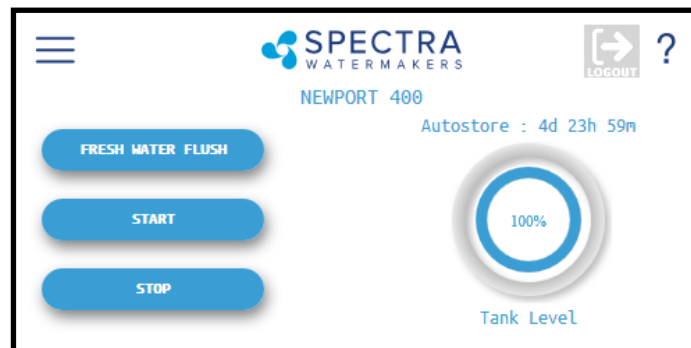 SPECTRA
WATERMAKERS
LOGOUT
?
NEWPORT 400
Autostore : 4d 23h 59m
FRESH WATER FLUSH
START
STOP
100%
Tank Level